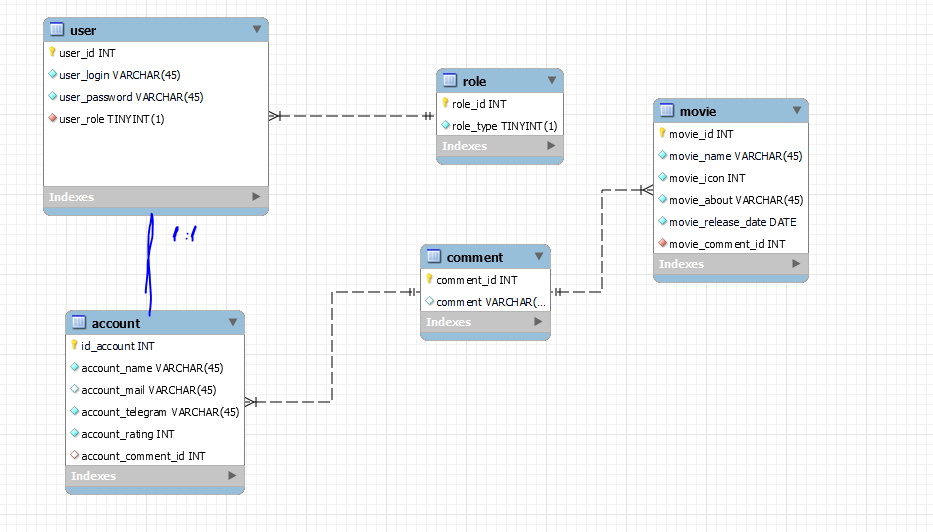 user
user_id INT
user_login VARCHAR(45)
user_password VARCHAR(45)
user_role TINYINT(1)
Indexes
1:1
role
role_id INT
role_type TINYINT(1)
Indexes
movie
movie_id INT
movie_name VARCHAR(45)
movie_icon INT
movie_about VARCHAR(45)
movie_release_date DATE
movie_comment_id INT
Indexes
comment
comment_id INT
comment VARCHAR(...
Indexes
account
id_account INT
account_name VARCHAR(45)
account_mail VARCHAR(45)
account_telegram VARCHAR(45)
account_rating INT
account_comment_id INT
Indexes